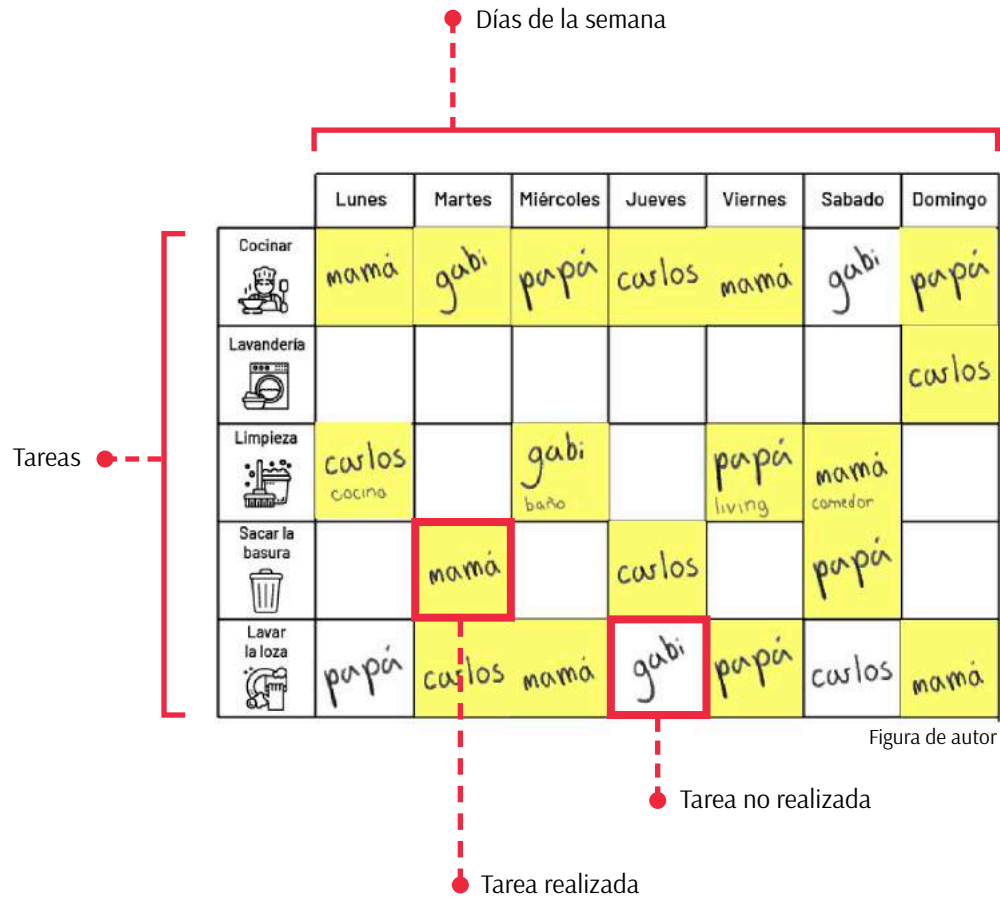 Días de la semana
Lunes Martes Miércoles Jueves Viernes Sabado Domingo
Cocinar
mamá gabi papá carlos mamá gabi papá
Lavandería
carlos
Tareas
Limpieza
carlos gabi papá mamá
cocina baño living comedor
Sacar la
basura
mamá carlos papá
Lavar
la loza
papá carlos mamá gabi papá carlos mamá
Figura de autor
Tarea no realizada
Tarea realizada